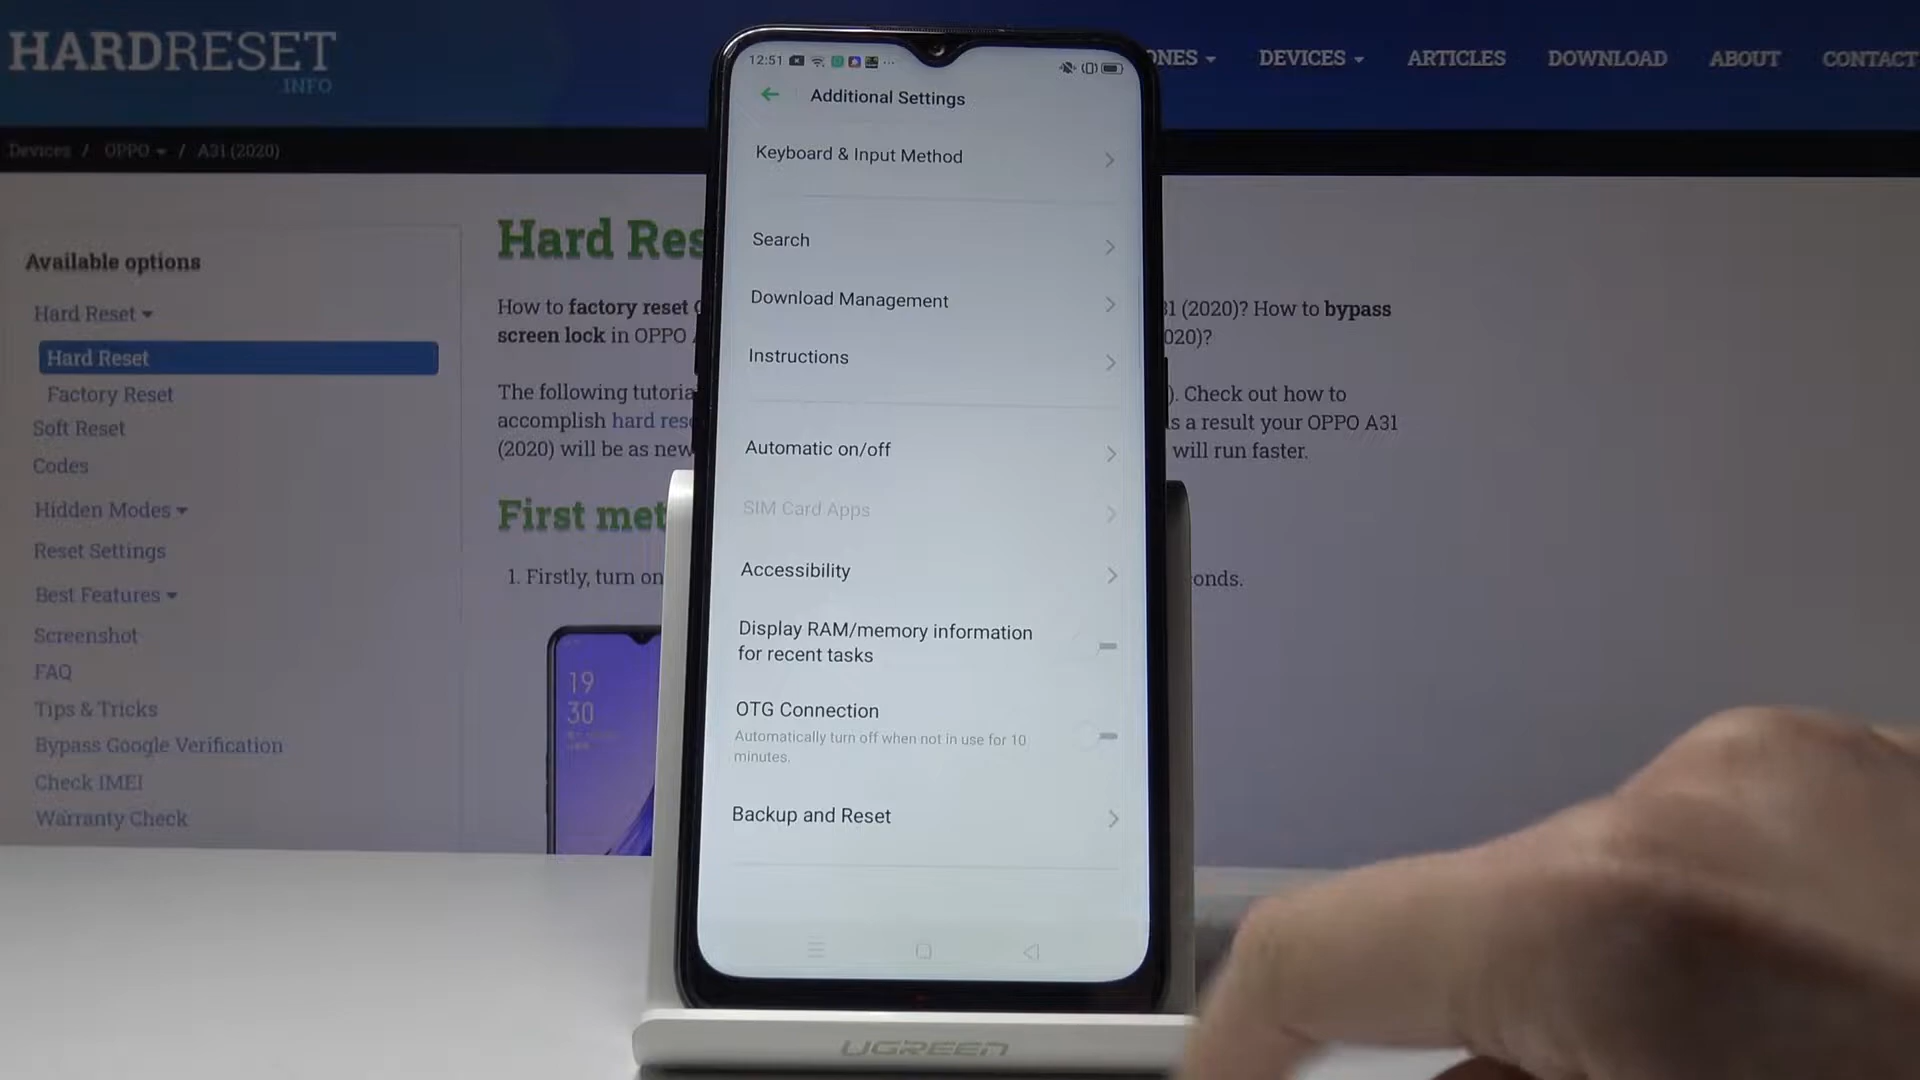 HARDRESET
.INFO
ONES
DEVICES
ARTICLES
DOWNLOAD
ABOUT
CONTACT
Devices / OPPO / A31 (2020)
Available options
Hard Reset
Hard Reset
Factory Reset
Soft Reset
Codes
Hidden Modes
Reset Settings
Best Features
Screenshot
FAQ
Tips & Tricks
Bypass Google Verification
Check IMEI
Warranty Check
Hard Res
How to factory reset
31 (2020)? How to bypass
screen lock in OPPO
020)?
The following tutoria
). Check out how to
accomplish hard rese
s a result your OPPO A31
(2020) will be as new
will run faster.
First met
1. Firstly, turn on
onds.
19
30
12:51
Additional Settings
Keyboard & Input Method
Search
Download Management
Instructions
Automatic on/off
SIM Card Apps
Accessibility
Display RAM/memory information
for recent tasks
OTG Connection
Automatically turn off when not in use for 10
minutes.
Backup and Reset
UGREEN